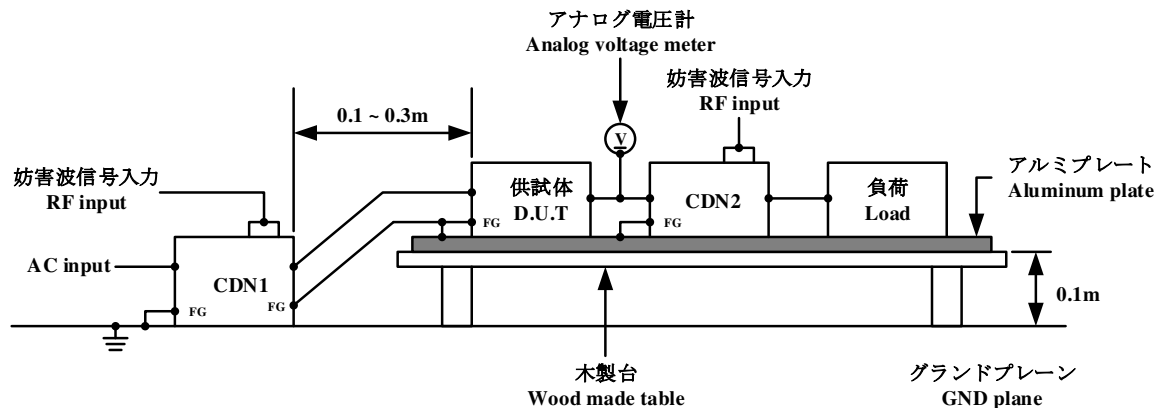 アナログ電圧計
Analog voltage meter
妨害波信号入力
RF input
0.1 ~ 0.3m
V
妨害波信号入力
RF input
供試体
D.U.T
FG
CDN2
FG
負荷
Load
アルミプレート
Aluminum plate
AC input
CDN1
FG
FG
0.1m
木製台
Wood made table
グランドプレーン
GND plane